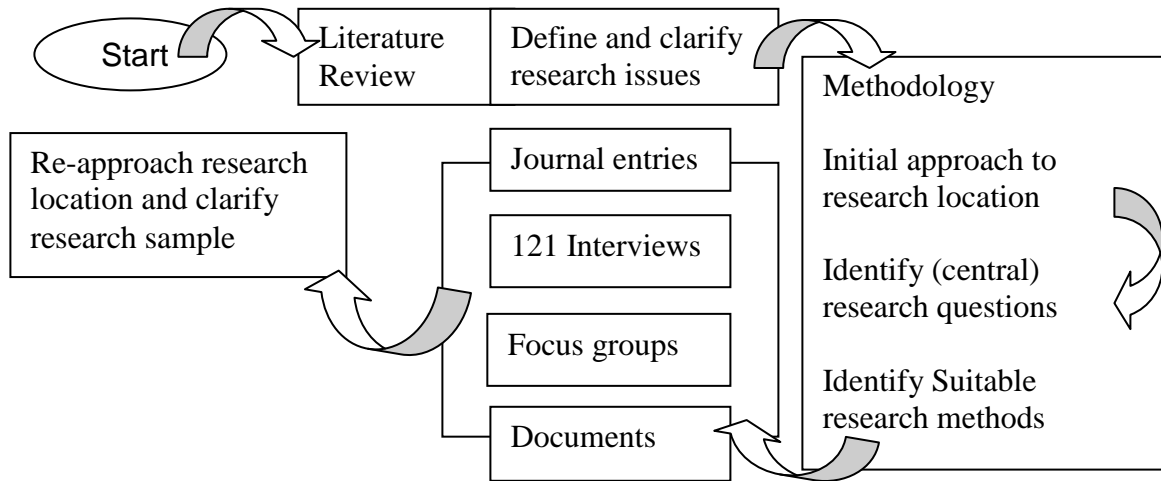 Start
Literature
Review
Define and clarify
research issues
Methodology
Initial approach to
research location
Identify (central)
research questions
Identify Suitable
research methods
Journal entries
121 Interviews
Focus groups
Documents
Re-approach research
location and clarify
research sample